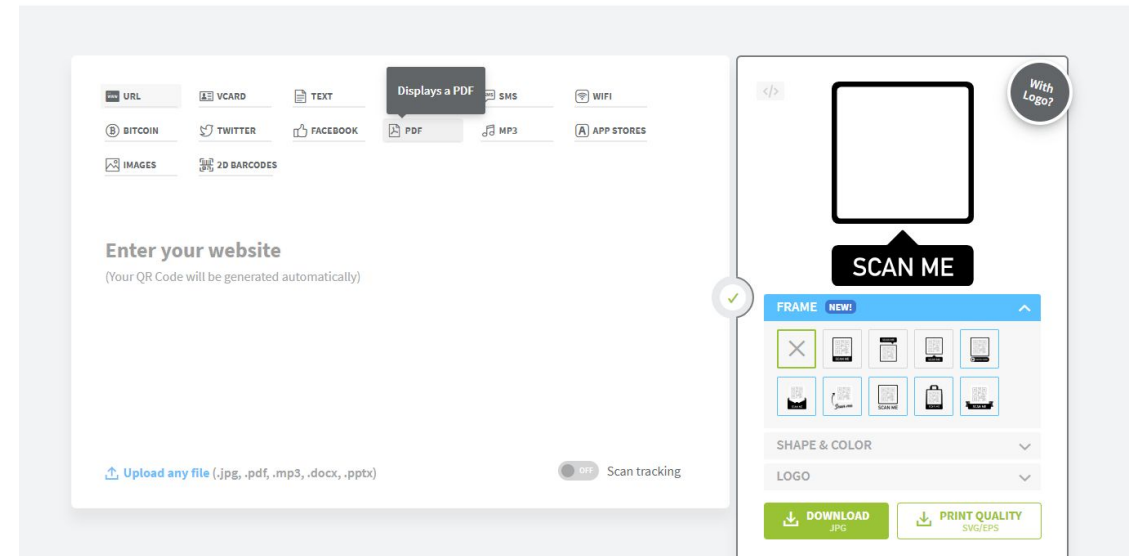 With
Logo?
Displays a PDF
URL
VCARD
TEXT
SMS
WIFI
BITCOIN
TWITTER
FACEBOOK
PDF
MP3
APP STORES
IMAGES
2D BARCODES
Enter your website
(Your QR Code will be generated automatically)
Upload any file (.jpg, .pdf, .mp3, .docx, .pptx)
OFF
Scan tracking
</>
SCAN ME
FRAME NEW!
SCAN ME
SHAPE & COLOR
LOGO
DOWNLOAD
JPG
PRINT QUALITY
SVG/EPS